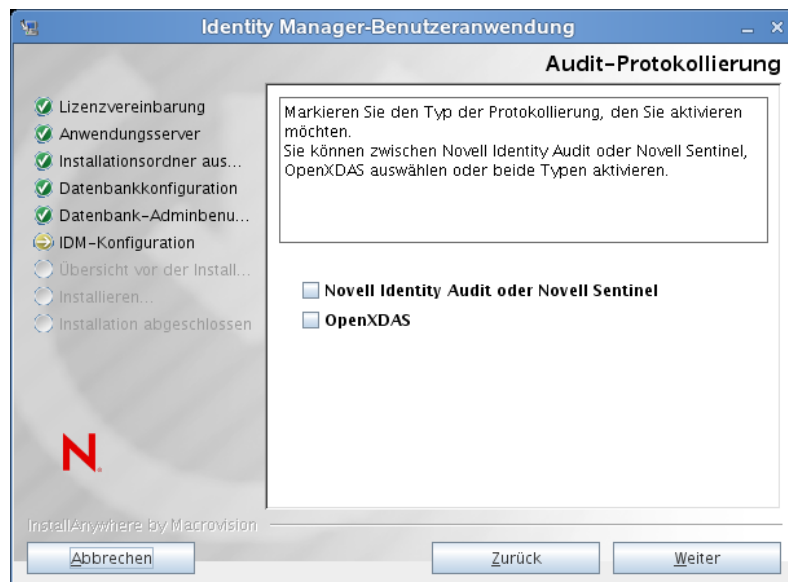 Identity Manager-Benutzeranwendung
Audit-Protokollierung
Lizenzvereinbarung
Anwendungsserver
Installationsordner aus...
Datenbankkonfiguration
Datenbank-Adminbenu...
IDM-Konfiguration
Übersicht vor der Install...
Installieren...
Installation abgeschlossen
Markieren Sie den Typ der Protokollierung, den Sie aktivieren
möchten.
Sie können zwischen Novell Identity Audit oder Novell Sentinel,
OpenXDAS auswählen oder beide Typen aktivieren.
Novell Identity Audit oder Novell Sentinel
OpenXDAS
N.
InstallAnywhere by Macrovision
Abbrechen
Zurück
Weiter